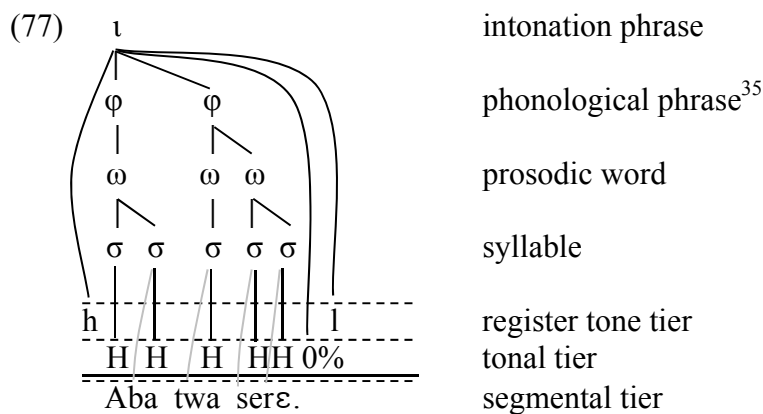 (77) ι intonation phrase
φ φ phonological phrase35
ω ω ω prosodic word
σ σ σ σ σ syllable
h l register tone tier
H H H H H 0% tonal tier
Aba twa serɛ. segmental tier